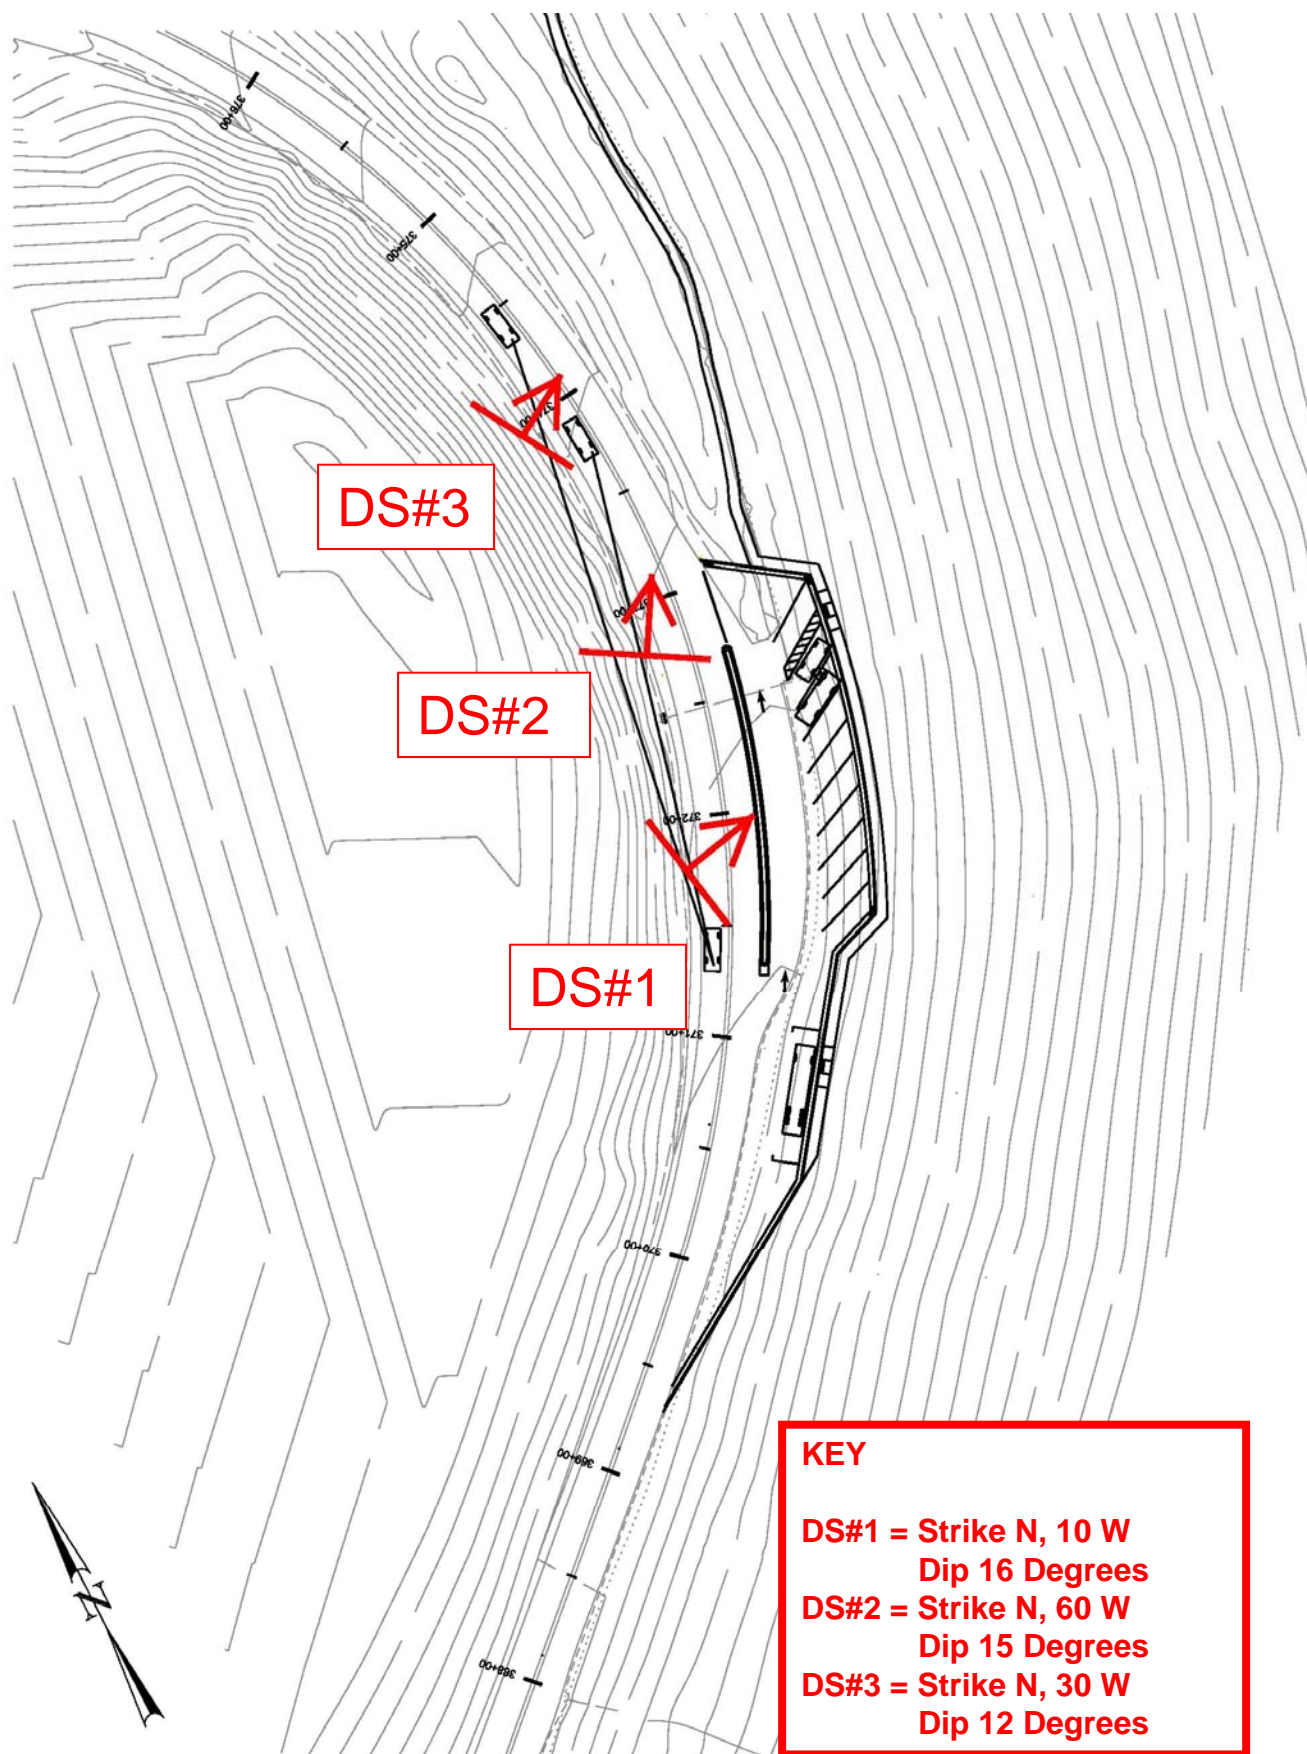 376+00
375+00
DS#3
DS#2
372+00
DS#1
371+00
370+00
369+00
368+00
N
KEY
DS#1 = Strike N, 10 W
Dip 16 Degrees
DS#2 = Strike N, 60 W
Dip 15 Degrees
DS#3 = Strike N, 30 W
Dip 12 Degrees